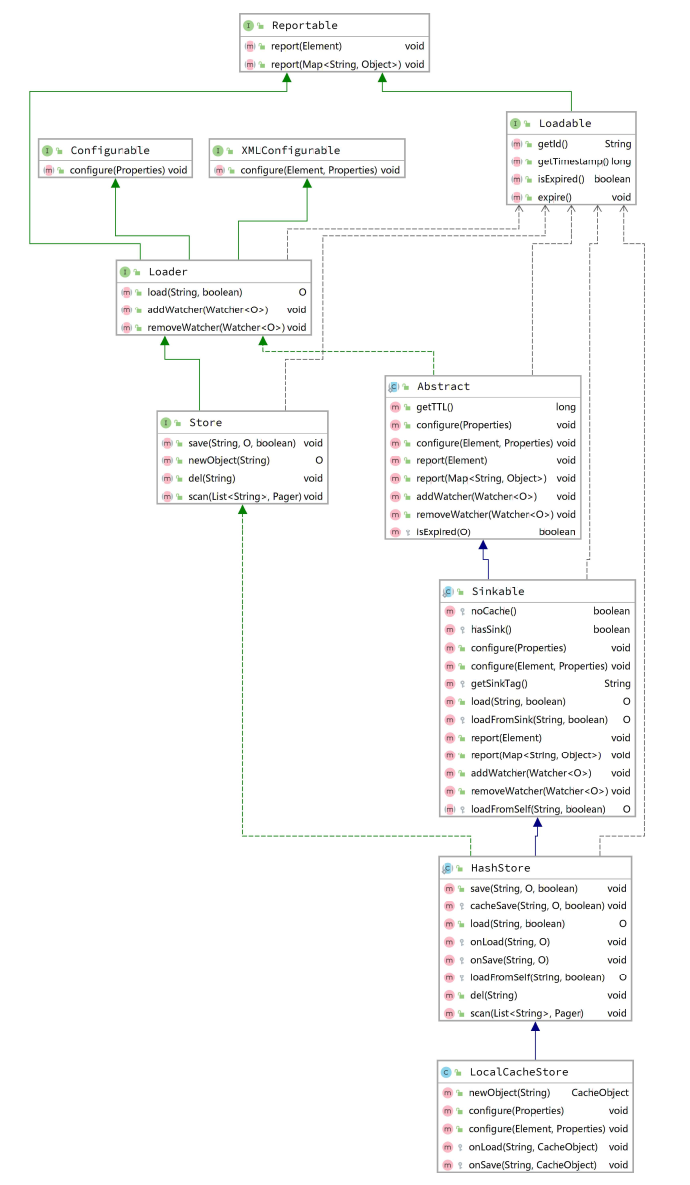 Reportable
report(Element) void
report(Map<String, Object>) void
Loadable
getId() String
getTimestamp() long
isExpired() boolean
expire() void
Configurable
configure(Properties) void
XMLConfigurable
configure(Element, Properties) void
Loader
load(String, boolean) O
addWatcher(Watcher<O>) void
removeWatcher(Watcher<O>) void
Abstract
getTTL() long
configure(Properties) void
configure(Element, Properties) void
report(Element) void
report(Map<String, Object>) void
addWatcher(Watcher<O>) void
removeWatcher(Watcher<O>) void
isExpired(O) boolean
Store
save(String, O, boolean) void
newObject(String) O
del(String) void
scan(List<String>, Pager) void
Sinkable
noCache() boolean
hasSink() boolean
configure(Properties) void
configure(Element, Properties) void
getSinkTag() String
load(String, boolean) O
loadFromSink(String, boolean) O
report(Element) void
report(Map<String, Object>) void
addWatcher(Watcher<O>) void
removeWatcher(Watcher<O>) void
loadFromSelf(String, boolean) O
HashStore
save(String, O, boolean) void
cacheSave(String, O, boolean) void
load(String, boolean) O
onLoad(String, O) void
onSave(String, O) void
loadFromSelf(String, boolean) O
del(String) void
scan(List<String>, Pager) void
LocalCacheStore
newObject(String) CacheObject
configure(Properties) void
configure(Element, Properties) void
onLoad(String, CacheObject) void
onSave(String, CacheObject) void